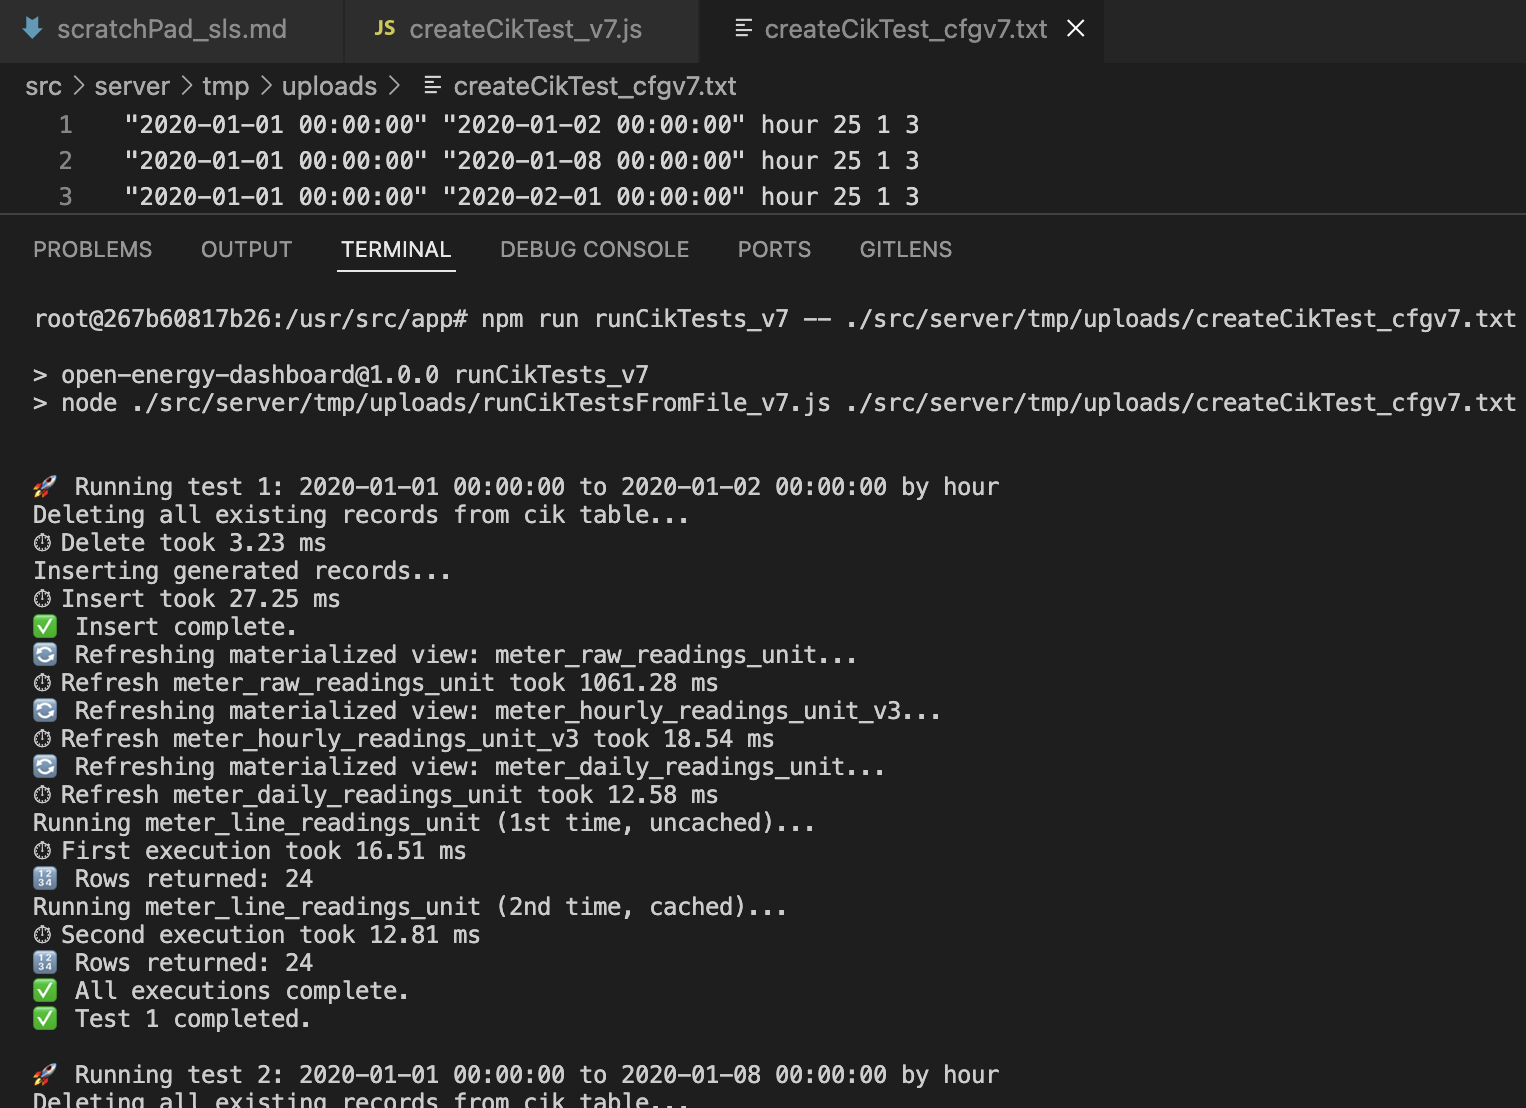 scratchPad_sls.md JS createCikTest_v7.js createCikTest_cfgv7.txt
src > server > tmp > uploads > createCikTest_cfgv7.txt
1 "2020-01-01 00:00:00" "2020-01-02 00:00:00" hour 25 1 3
2 "2020-01-01 00:00:00" "2020-01-08 00:00:00" hour 25 1 3
3 "2020-01-01 00:00:00" "2020-02-01 00:00:00" hour 25 1 3
PROBLEMS OUTPUT TERMINAL DEBUG CONSOLE PORTS GITLENS
root@267b60817b26:/usr/src/app# npm run runCikTests_v7 -- ./src/server/tmp/uploads/createCikTest_cfgv7.txt
> open-energy-dashboard@1.0.0 runCikTests_v7
> node ./src/server/tmp/uploads/runCikTestsFromFile_v7.js ./src/server/tmp/uploads/createCikTest_cfgv7.txt
🚀 Running test 1: 2020-01-01 00:00:00 to 2020-01-02 00:00:00 by hour
Deleting all existing records from cik table...
⏱ Delete took 3.23 ms
Inserting generated records...
⏱ Insert took 27.25 ms
✅ Insert complete.
🔄 Refreshing materialized view: meter_raw_readings_unit...
⏱ Refresh meter_raw_readings_unit took 1061.28 ms
🔄 Refreshing materialized view: meter_hourly_readings_unit_v3...
⏱ Refresh meter_hourly_readings_unit_v3 took 18.54 ms
🔄 Refreshing materialized view: meter_daily_readings_unit...
⏱ Refresh meter_daily_readings_unit took 12.58 ms
Running meter_line_readings_unit (1st time, uncached)...
⏱ First execution took 16.51 ms
🔢 Rows returned: 24
Running meter_line_readings_unit (2nd time, cached)...
⏱ Second execution took 12.81 ms
🔢 Rows returned: 24
✅ All executions complete.
✅ Test 1 completed.
🚀 Running test 2: 2020-01-01 00:00:00 to 2020-01-08 00:00:00 by hour
Deleting all existing records from cik table...